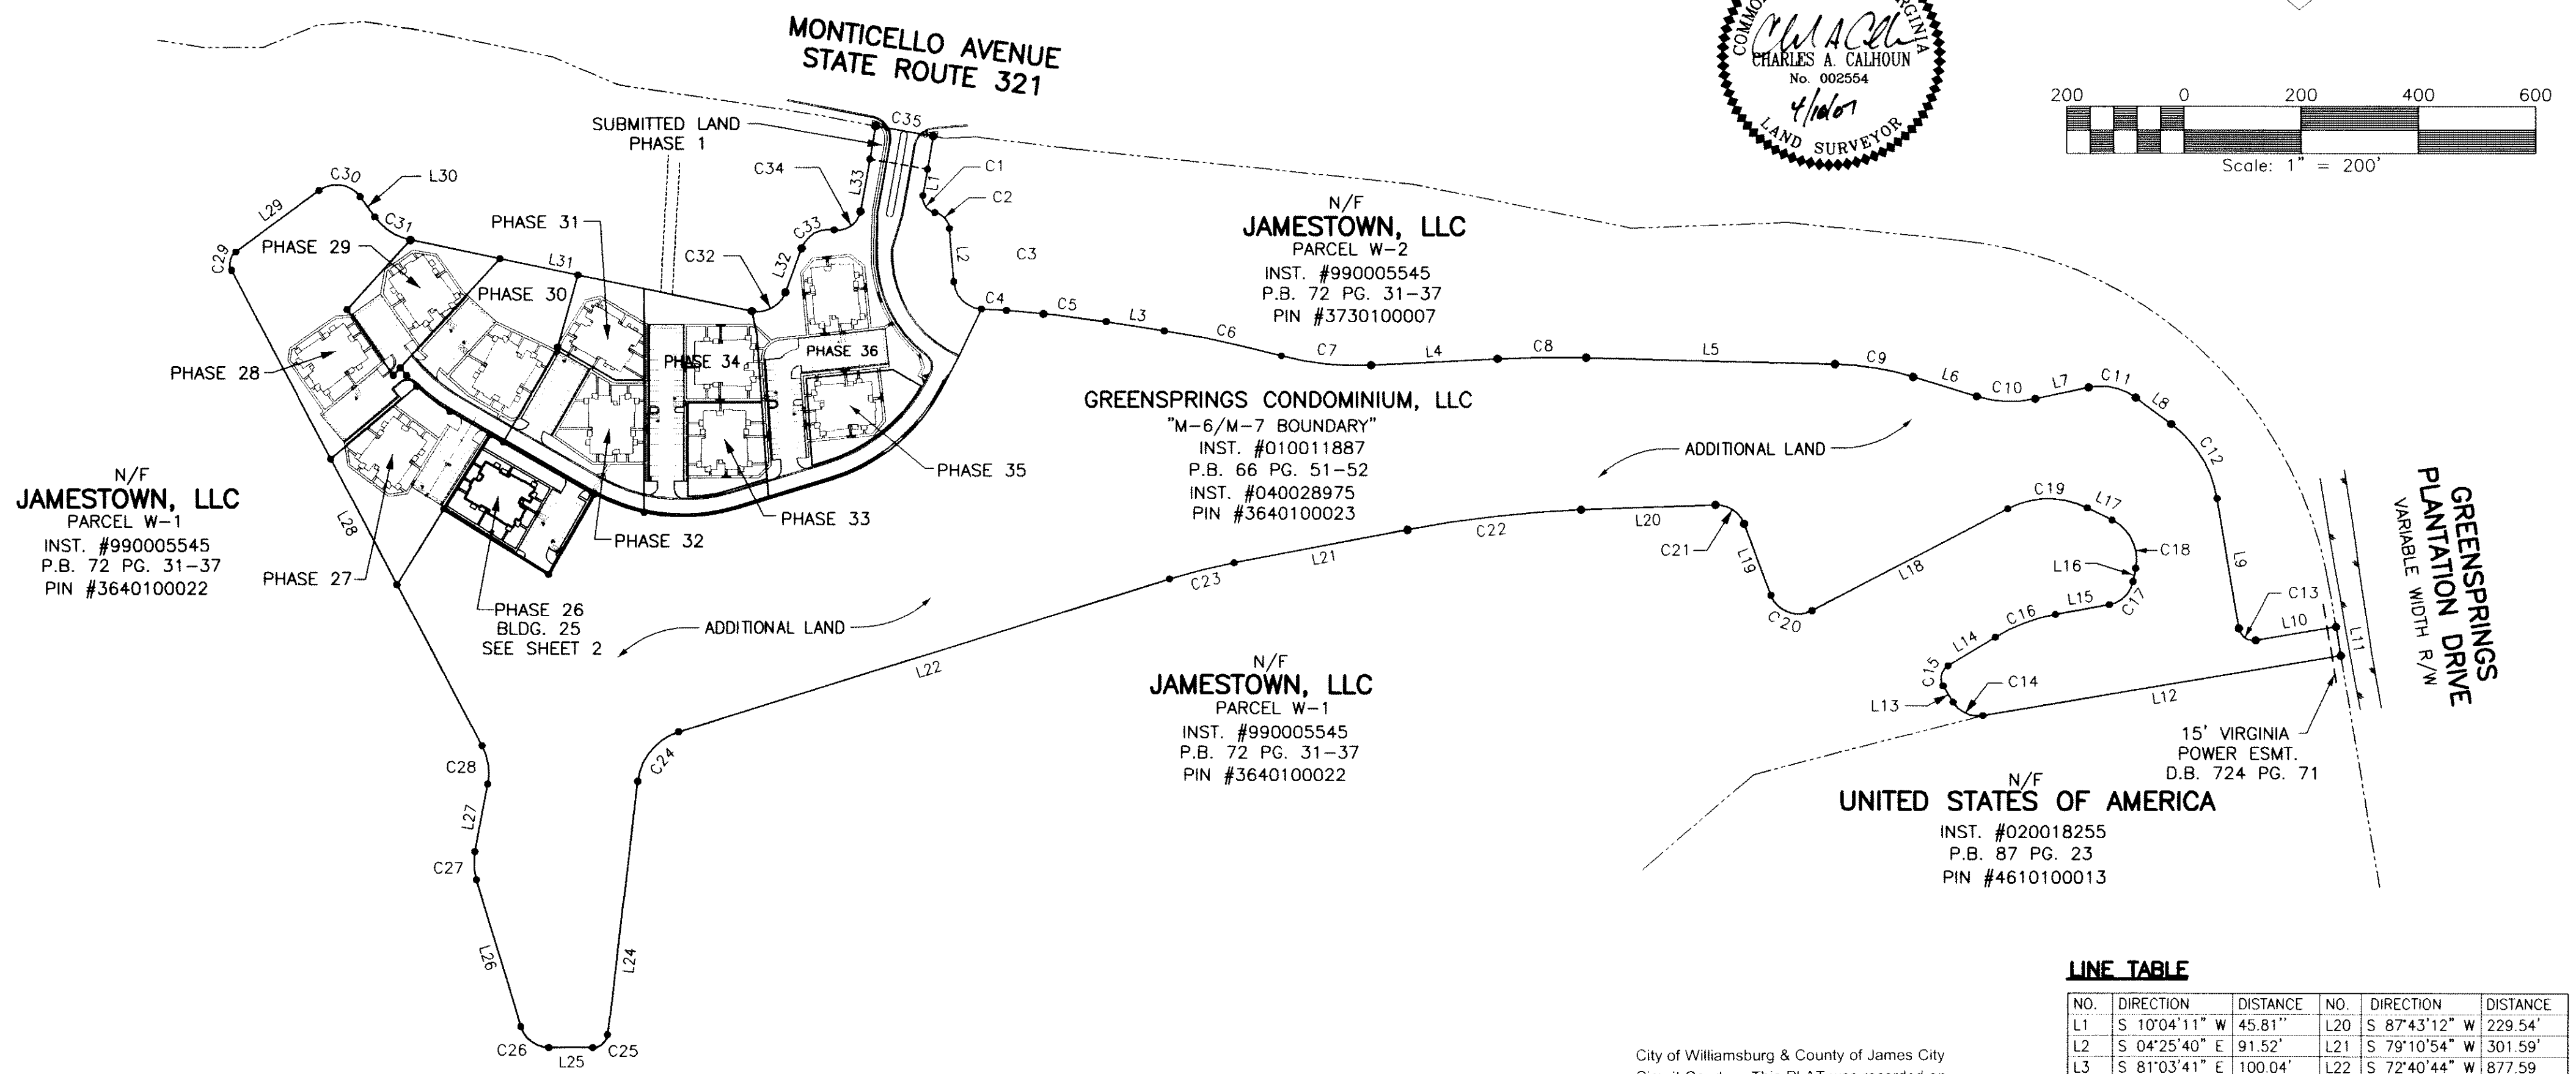 MONTICELLO AVENUE
STATE ROUTE 321
CHARLES A. CALHOUN
No. 002554
4/10/07
LAND SURVEYOR
200 0 200 400 600
Scale: 1" = 200'
SUBMITTED LAND
PHASE 1
C35
C1
C2
C3
L1
L2
C34
L33
C33
C32
L32
C30
L30
L29
C31
C29
L31
PHASE 31
PHASE 29
PHASE 30
PHASE 28
PHASE 34
PHASE 36
PHASE 35
PHASE 33
PHASE 32
PHASE 27
PHASE 26
BLDG. 25
SEE SHEET 2
N/F
JAMESTOWN, LLC
PARCEL W-2
INST. #990005545
P.B. 72 PG. 31-37
PIN #3730100007
C4
C5
L3
C6
C7
L4
C8
L5
C9
L6
C10
L7
C11
L8
C12
L9
C13
L10
L11
GREENSPRINGS CONDOMINIUM, LLC
"M-6/M-7 BOUNDARY"
INST. #010011887
P.B. 66 PG. 51-52
INST. #040028975
PIN #3640100023
ADDITIONAL LAND
GREENSPRINGS
PLANTATION DRIVE
VARIABLE WIDTH R/W
N/F
JAMESTOWN, LLC
PARCEL W-1
INST. #990005545
P.B. 72 PG. 31-37
PIN #3640100022
L28
C19
L17
C18
L16
C17
L15
C16
L14
C15
L13
C14
L12
L18
C20
L19
C21
L20
C22
L21
C23
L22
ADDITIONAL LAND
N/F
JAMESTOWN, LLC
PARCEL W-1
INST. #990005545
P.B. 72 PG. 31-37
PIN #3640100022
15' VIRGINIA
POWER ESMT.
D.B. 724 PG. 71
N/F
UNITED STATES OF AMERICA
INST. #020018255
P.B. 87 PG. 23
PIN #4610100013
C24
C28
L27
C27
L26
L24
C26
L25
C25
City of Williamsburg & County of James City
LINE TABLE
NO. DIRECTION DISTANCE NO. DIRECTION DISTANCE
L1 S 10°04'11" W 45.81'' L20 S 87°43'12" W 229.54'
L2 S 04°25'40" E 91.52' L21 S 79°10'54" W 301.59'
L3 S 81°03'41" E 100.04' L22 S 72°40'44" W 877.59